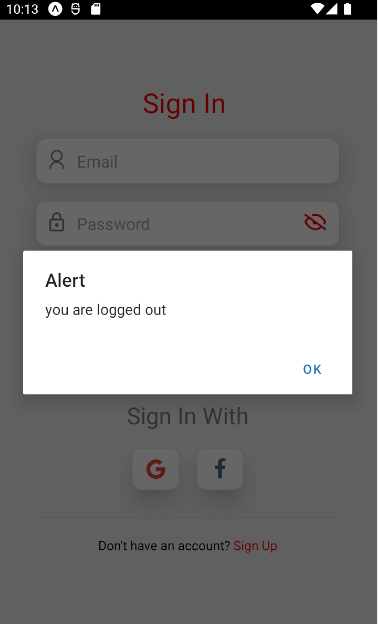 10:13
Sign In
Email
Password
Alert
you are logged out
OK
Sign In With
G f
Don't have an account? Sign Up